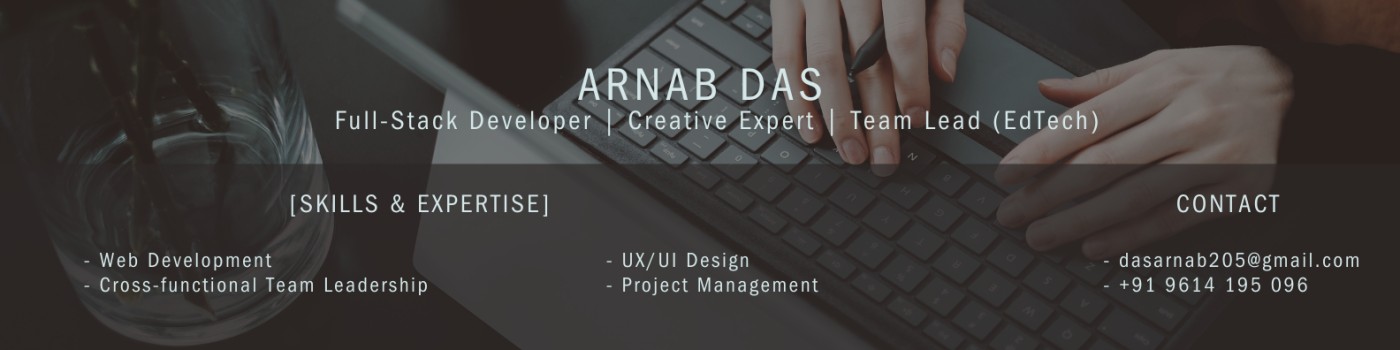 ARNAB DAS
Full-Stack Developer | Creative Expert | Team Lead (EdTech)
[SKILLS & EXPERTISE]
- Web Development
- Cross-functional Team Leadership
- UX/UI Design
- Project Management
CONTACT
- dasarnab205@gmail.com
- +91 9614 195 096